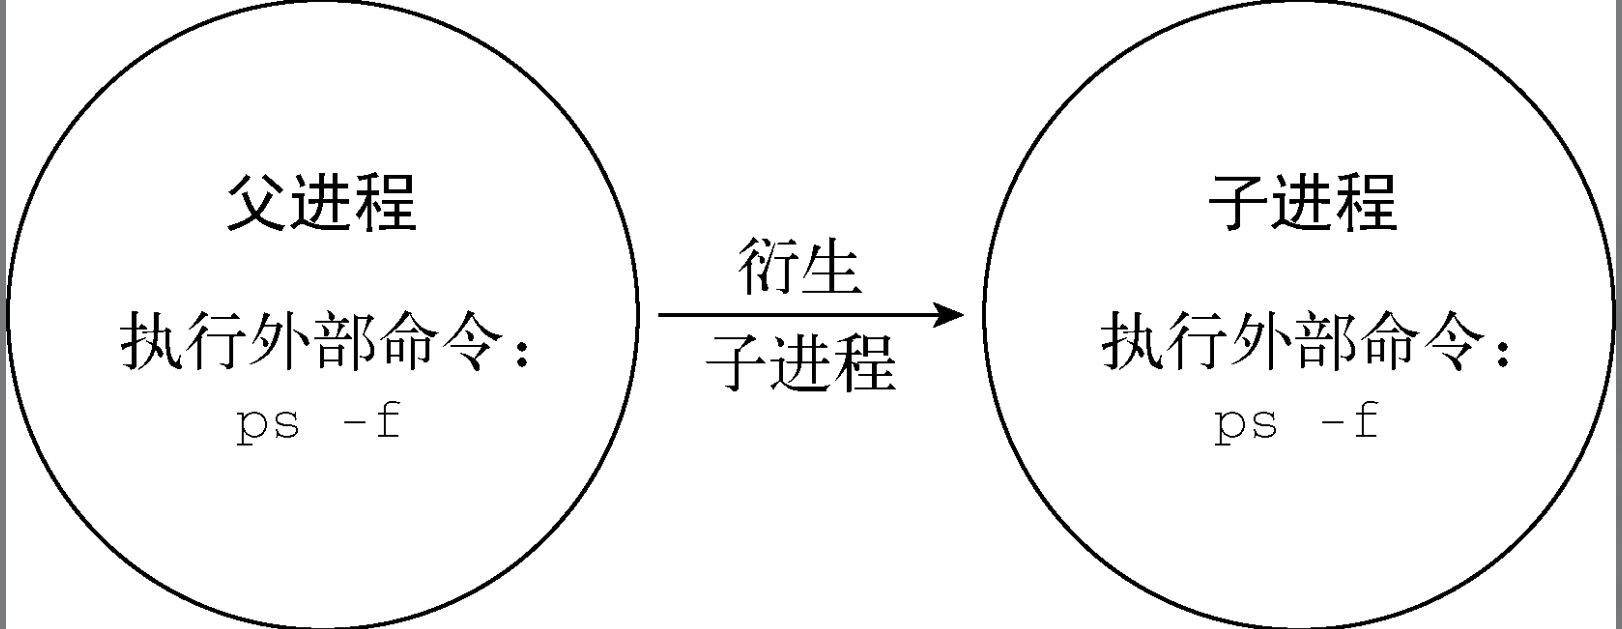 父进程
执行外部命令：
ps -f
衍生
子进程
子进程
执行外部命令：
ps -f